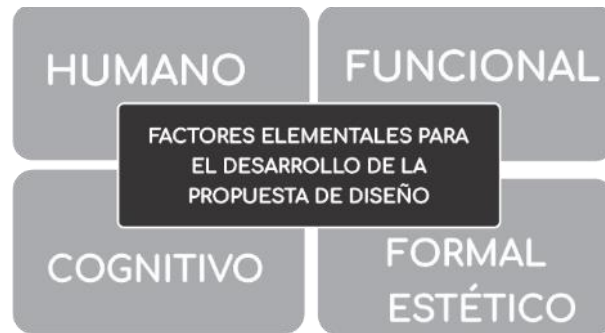 HUMANO
FUNCIONAL
FACTORES ELEMENTALES PARA
EL DESARROLLO DE LA
PROPUESTA DE DISEÑO
COGNITIVO
FORMAL
ESTÉTICO